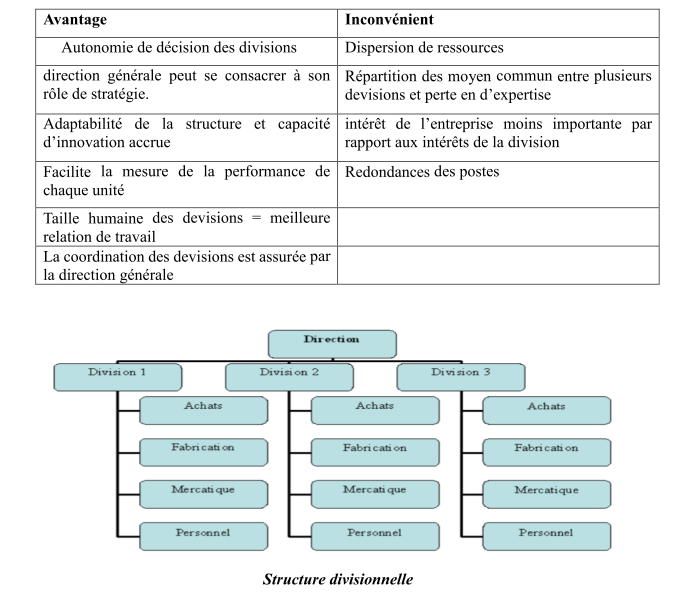 Avantage
Inconvénient
Autonomie de décision des divisions
Dispersion de ressources
direction générale peut se consacrer à son
rôle de stratégie.
Répartition des moyen commun entre plusieurs
devisions et perte en d’expertise
Adaptabilité de la structure et capacité
d’innovation accrue
intérêt de l’entreprise moins importante par
rapport aux intérêts de la division
Facilite la mesure de la performance de
chaque unité
Redondances des postes
Taille humaine des devisions = meilleure
relation de travail
La coordination des devisions est assurée par
la direction générale
Direction
Division 1
Division 2
Division 3
Achats
Achats
Achats
Fabrication
Fabrication
Fabrication
Mercatique
Mercatique
Mercatique
Personnel
Personnel
Personnel
Structure divisionnelle